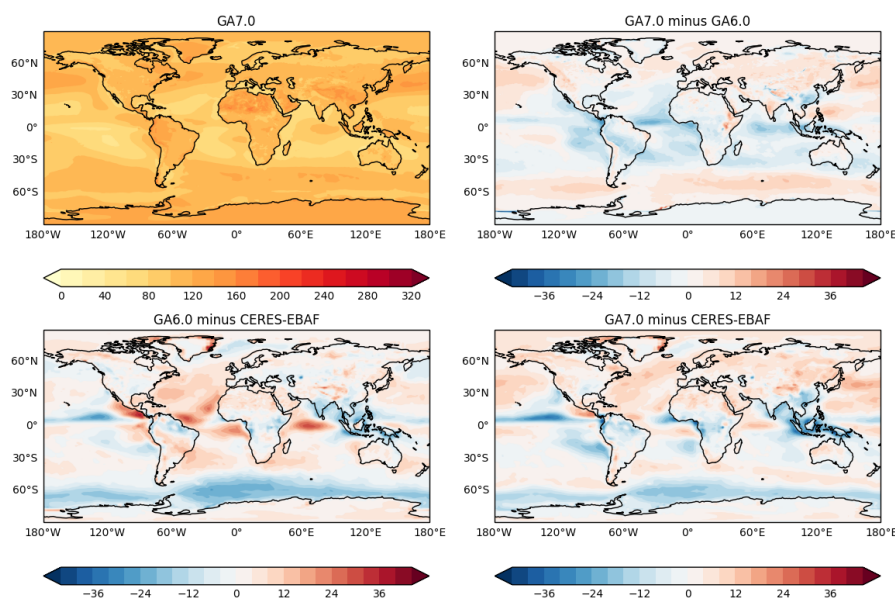 GA7.0
GA7.0 minus GA6.0
60°N
30°N
0°
30°S
60°S
180°W 120°W 60°W 0° 60°E 120°E 180°E
60°N
30°N
0°
30°S
60°S
180°W 120°W 60°W 0° 60°E 120°E 180°E
0 40 80 120 160 200 240 280 320
−36 −24 −12 0 12 24 36
GA6.0 minus CERES-EBAF
GA7.0 minus CERES-EBAF
60°N
30°N
0°
30°S
60°S
180°W 120°W 60°W 0° 60°E 120°E 180°E
60°N
30°N
0°
30°S
60°S
180°W 120°W 60°W 0° 60°E 120°E 180°E
−36 −24 −12 0 12 24 36
−36 −24 −12 0 12 24 36